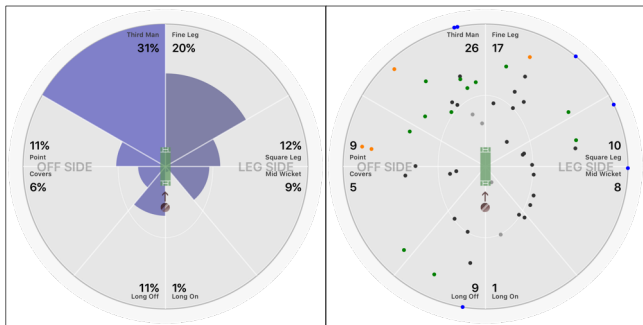 Third Man Fine Leg
31% 20%
11% 12%
Point Square Leg
OFF SIDE LEG SIDE
Covers Mid Wicket
6% 9%
11% 1%
Long Off Long On
Third Man Fine Leg
26 17
9 10
Point Square Leg
OFF SIDE LEG SIDE
Covers Mid Wicket
5 8
9 1
Long Off Long On